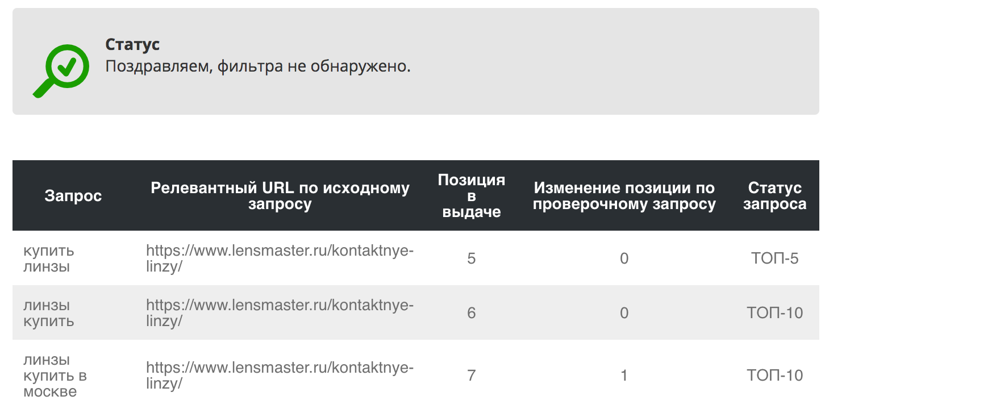 Статус
Поздравляем, фильтра не обнаружено.
Запрос
Релевантный URL по исходному
запросу
Позиция
в
выдаче
Изменение позиции по
проверочному запросу
Статус
запроса
купить
линзы
https://www.lensmaster.ru/kontaktnye-
linzy/
5
0
ТОП-5
линзы
купить
https://www.lensmaster.ru/kontaktnye-
linzy/
6
0
ТОП-10
линзы
купить в
москве
https://www.lensmaster.ru/kontaktnye-
linzy/
7
1
ТОП-10